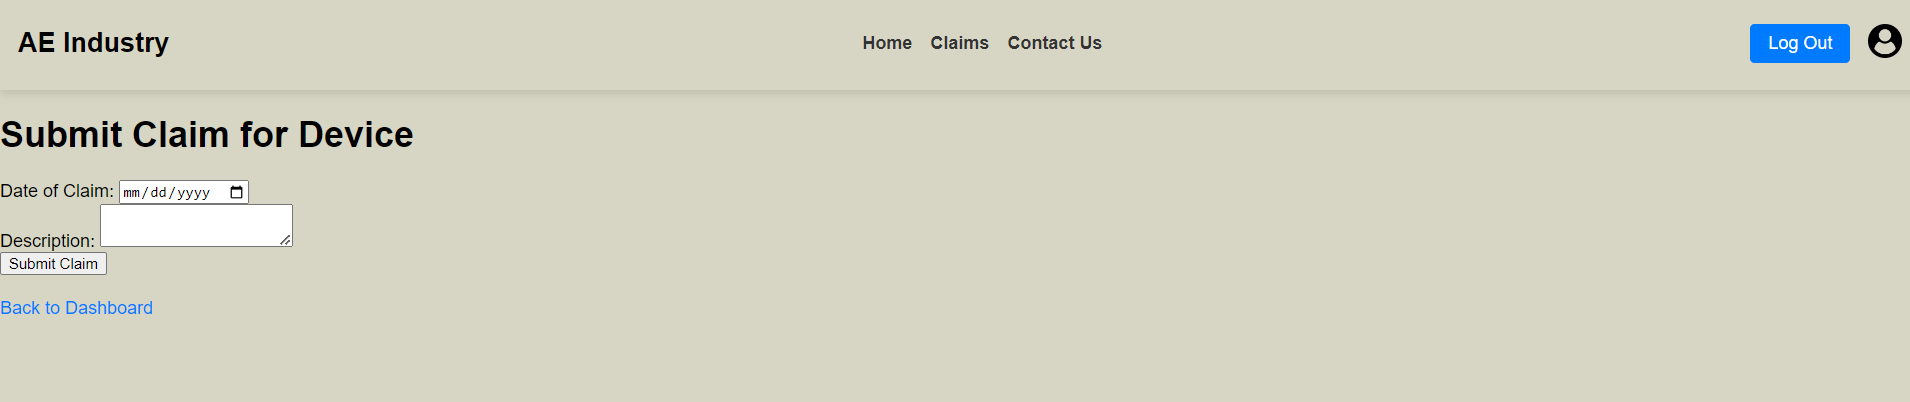 AE Industry Home Claims Contact Us Log Out
Submit Claim for Device
Date of Claim: mm/dd/yyyy
Description:
Submit Claim
Back to Dashboard